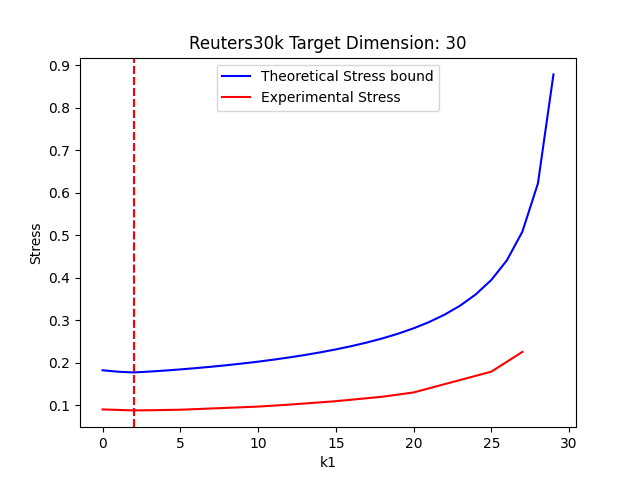 Reuters30k Target Dimension: 30
Theoretical Stress bound
Experimental Stress
Stress
0.9
0.8
0.7
0.6
0.5
0.4
0.3
0.2
0.1
0 5 10 15 20 25 30
k1